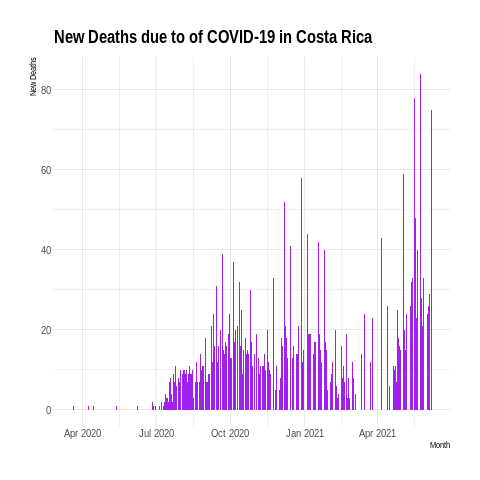 New Deaths due to of COVID-19 in Costa Rica
New Deaths
80
60
40
20
0
Apr 2020 Jul 2020 Oct 2020 Jan 2021 Apr 2021
Month